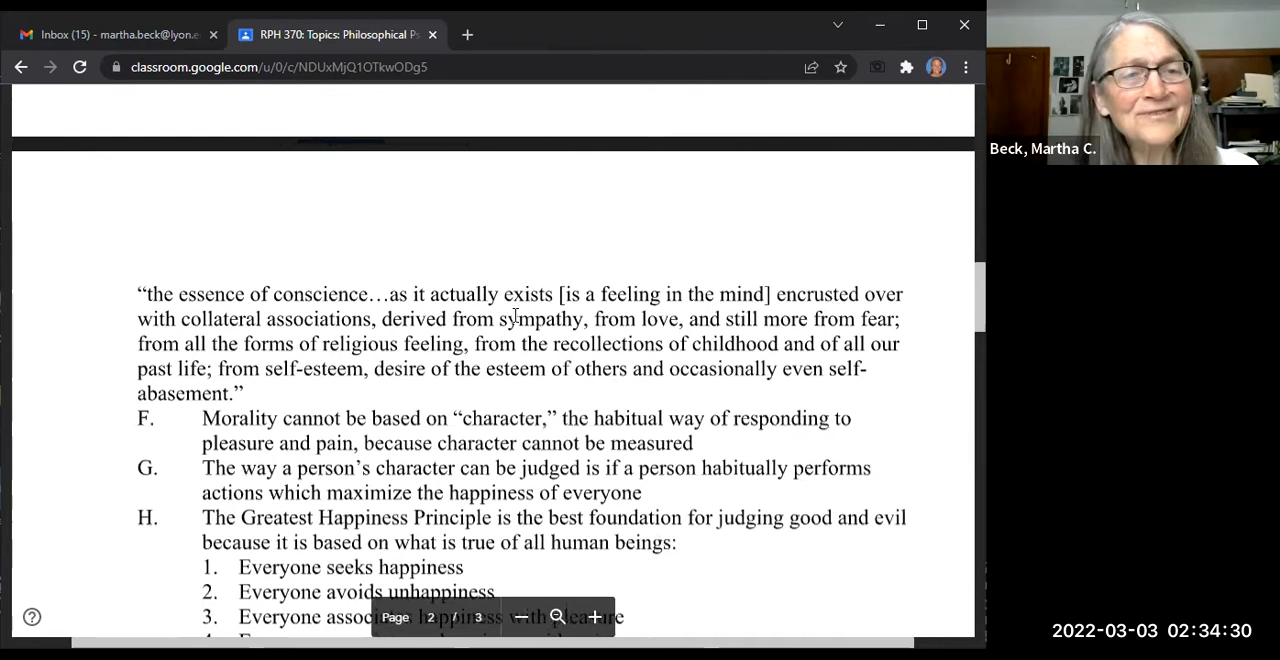 Inbox (15) - martha.beck@lyon.e
RPH 370: Topics: Philosophical Ps
classroom.google.com/u/0/c/NDUxMjQ1OTkwODg5
Beck, Martha C.
“the essence of conscience…as it actually exists [is a feeling in the mind] encrusted over
with collateral associations, derived from sympathy, from love, and still more from fear;
from all the forms of religious feeling, from the recollections of childhood and of all our
past life; from self-esteem, desire of the esteem of others and occasionally even self-
abasement.”
F. Morality cannot be based on “character,” the habitual way of responding to
pleasure and pain, because character cannot be measured
G. The way a person’s character can be judged is if a person habitually performs
actions which maximize the happiness of everyone
H. The Greatest Happiness Principle is the best foundation for judging good and evil
because it is based on what is true of all human beings:
1. Everyone seeks happiness
2. Everyone avoids unhappiness
3. Everyone associates happiness with pleasure
Page 2 / 3
2022-03-03 02:34:30